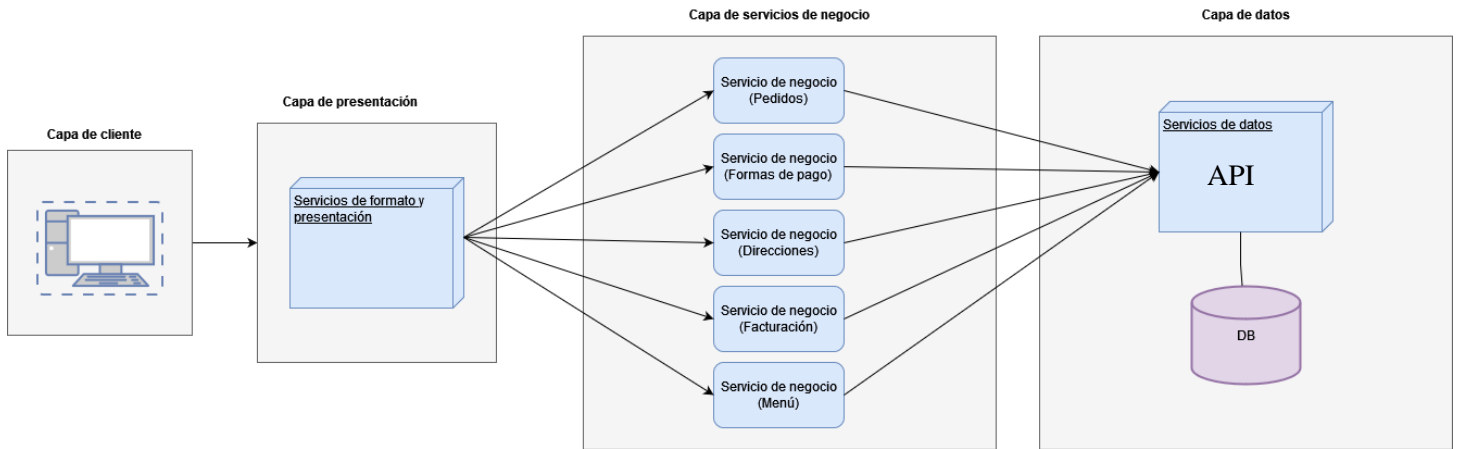 Capa de cliente
Capa de presentación
Servicios de formato y
presentación
Capa de servicios de negocio
Servicio de negocio
(Pedidos)
Servicio de negocio
(Formas de pago)
Servicio de negocio
(Direcciones)
Servicio de negocio
(Facturación)
Servicio de negocio
(Menú)
Capa de datos
Servicios de datos
API
DB